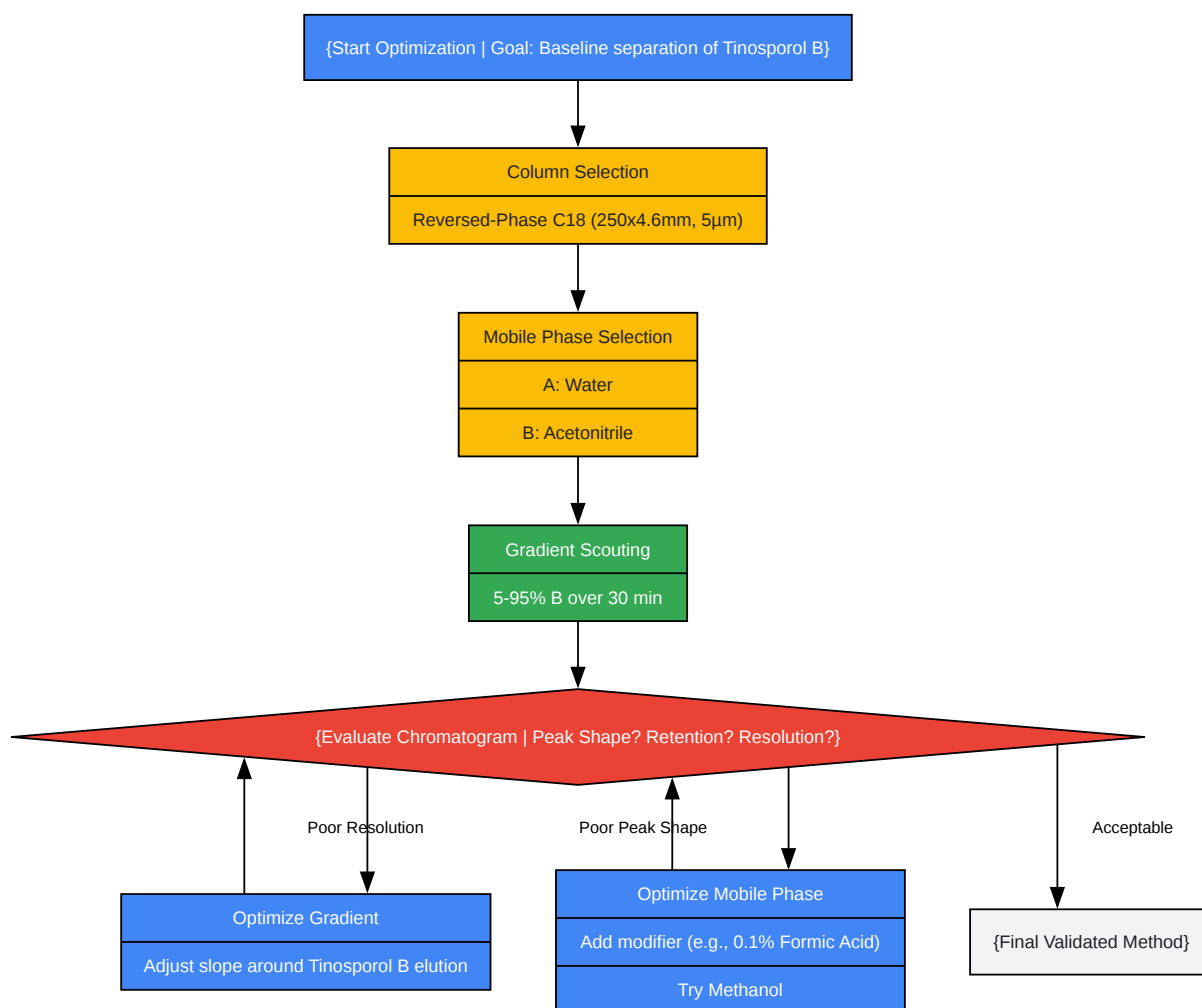 {Start Optimization | Goal: Baseline separation of Tinosporol B}
Column Selection
Reversed-Phase C18 (250x4.6mm, 5µm)
Mobile Phase Selection
A: Water
B: Acetonitrile
Gradient Scouting
5-95% B over 30 min
{Evaluate Chromatogram | Peak Shape? Retention? Resolution?}
Poor Resolution
Poor Peak Shape
Acceptable
Optimize Gradient
Adjust slope around Tinosporol B elution
Optimize Mobile Phase
Add modifier (e.g., 0.1% Formic Acid)
Try Methanol
{Final Validated Method}